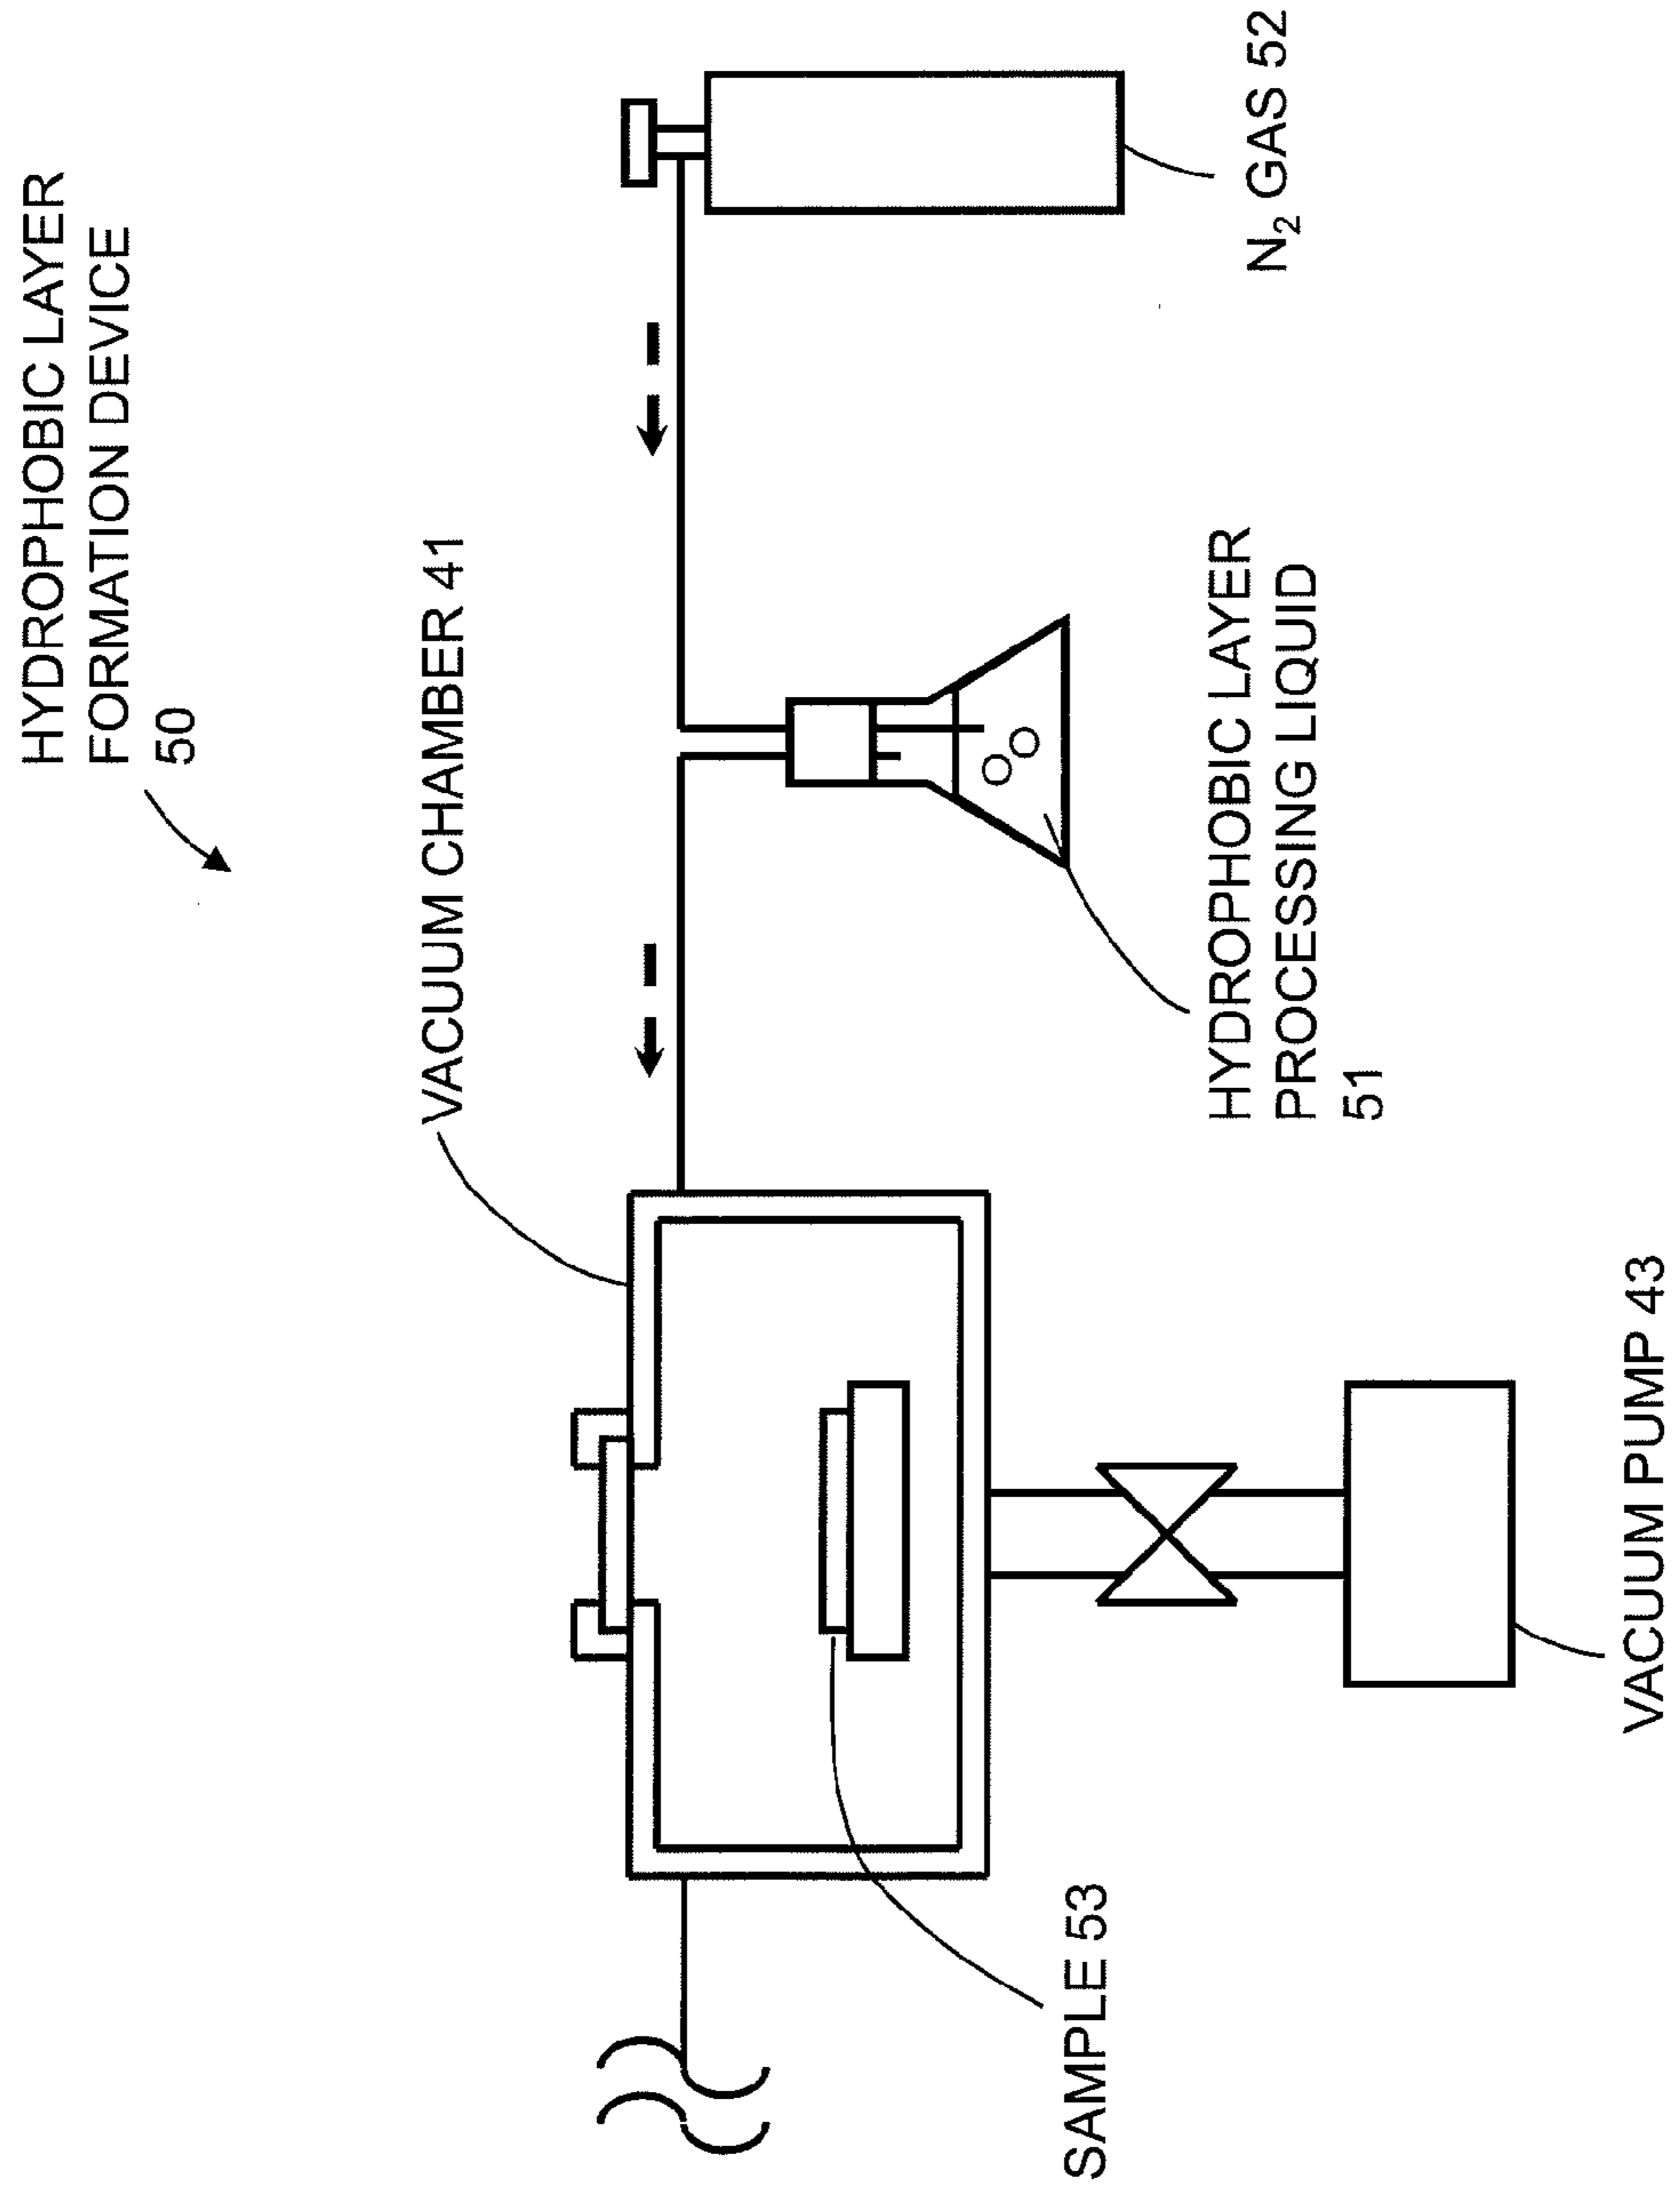 HYDROPHOBIC LAYER
FORMATION DEVICE
50
VACUUM CHAMBER 41
N₂ GAS 52
HYDROPHOBIC LAYER
PROCESSING LIQUID
51
SAMPLE 53
VACUUM PUMP 43